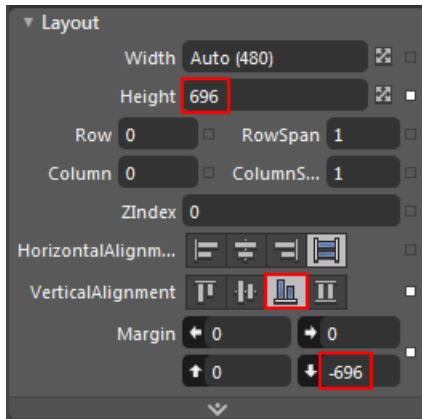 Layout
Width Auto (480)
Height 696
Row 0 RowSpan 1
Column 0 ColumnS... 1
ZIndex 0
HorizontalAlignm...
VerticalAlignment
Margin 0 0
0 -696